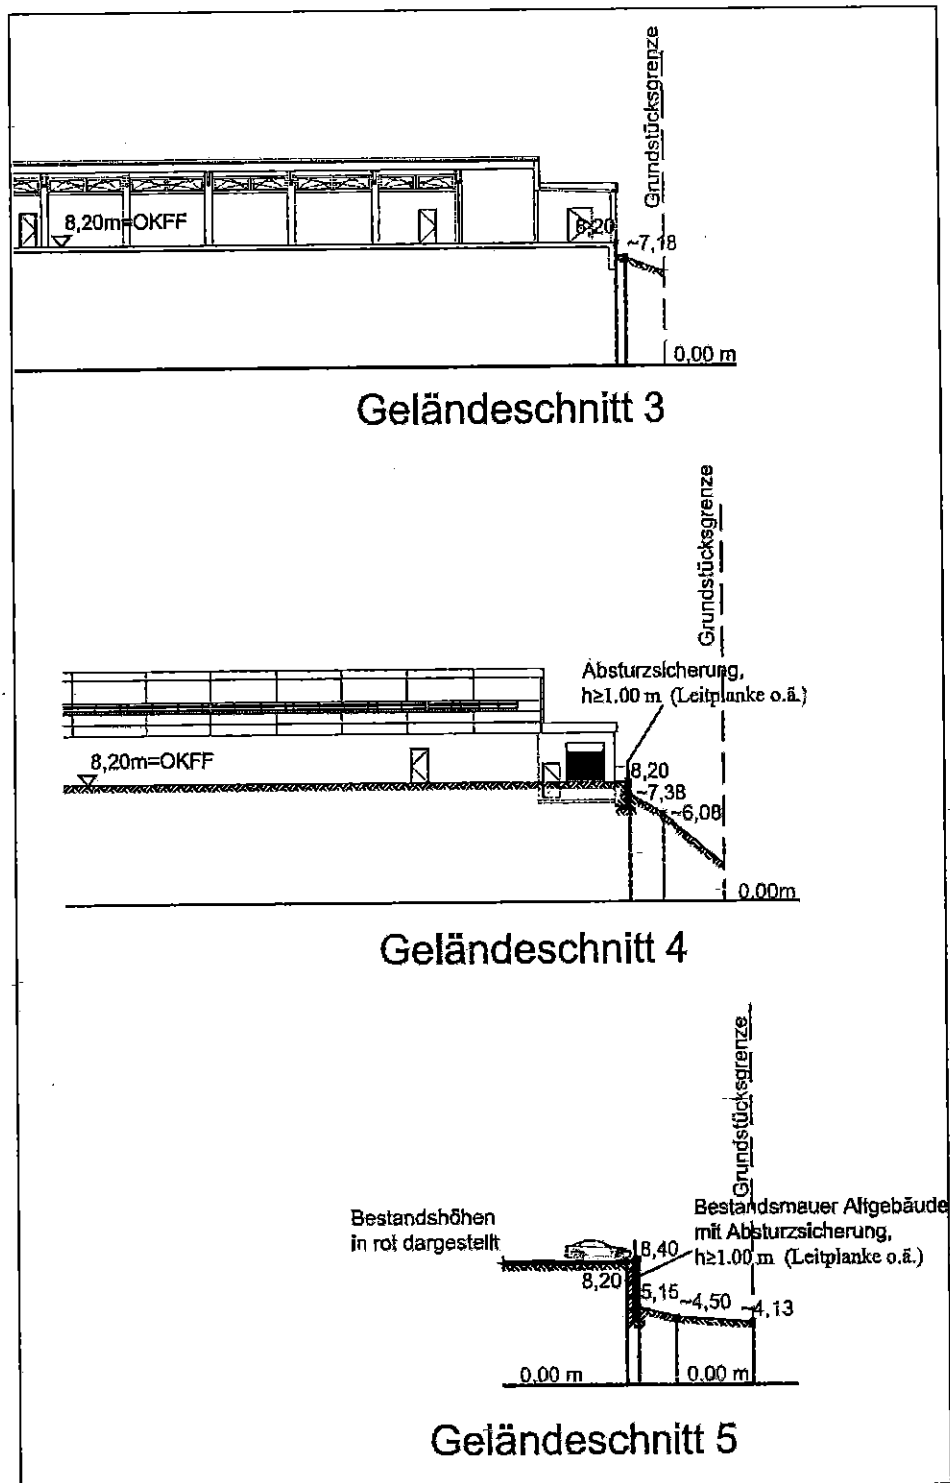 Grundstücksgrenze
8,20m=OKFF
8,20
~7,18
0,00 m
Geländeschnitt 3
Grundstücksgrenze
Absturzsicherung,
h≥1.00 m (Leitplanke o.ä.)
8,20m=OKFF
8,20
~7,38
~6,08
0,00m
Geländeschnitt 4
Grundstücksgrenze
Bestandshöhen
in rot dargestellt
Bestandsmauer Altgebäude
mit Absturzsicherung,
h≥1.00 m (Leitplanke o.ä.)
8,40
8,20
5,15
~4,50
~4,13
0,00 m
0,00 m
Geländeschnitt 5